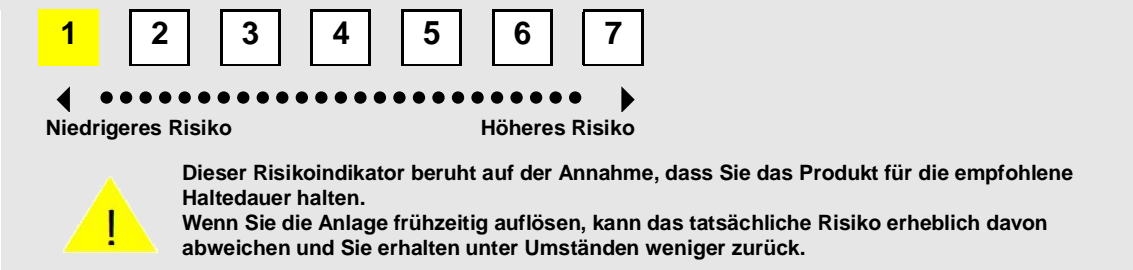 1 2 3 4 5 6 7
Niedrigeres Risiko Höheres Risiko
Dieser Risikoindikator beruht auf der Annahme, dass Sie das Produkt für die empfohlene
Haltedauer halten.
Wenn Sie die Anlage frühzeitig auflösen, kann das tatsächliche Risiko erheblich davon
abweichen und Sie erhalten unter Umständen weniger zurück.
!